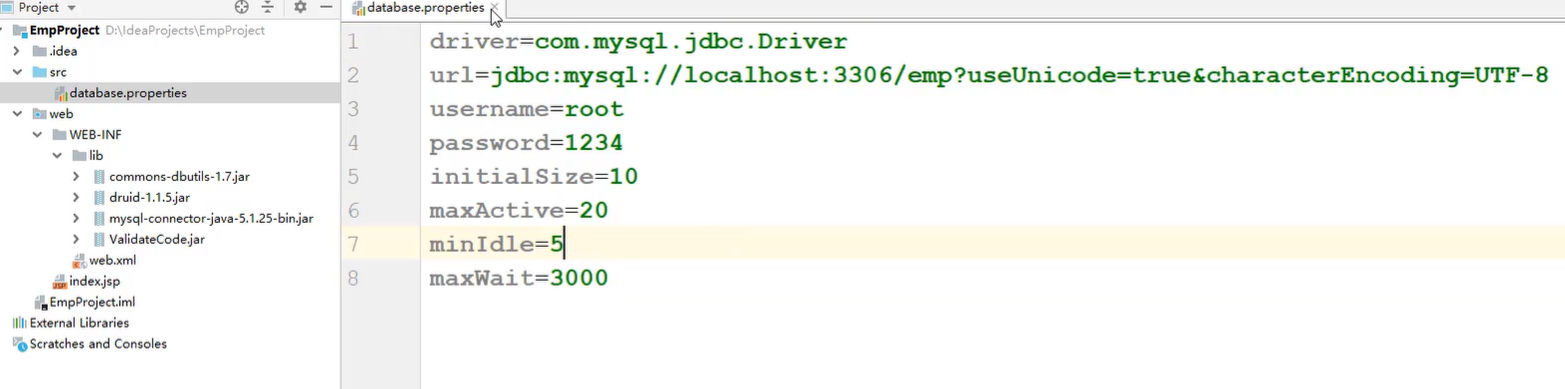 Project
EmpProject D:\IdeaProjects\EmpProject
.idea
src
database.properties
web
WEB-INF
lib
commons-dbutils-1.7.jar
druid-1.1.5.jar
mysql-connector-java-5.1.25-bin.jar
ValidateCode.jar
web.xml
index.jsp
EmpProject.iml
External Libraries
Scratches and Consoles
database.properties
1 driver=com.mysql.jdbc.Driver
2 url=jdbc:mysql://localhost:3306/emp?useUnicode=true&characterEncoding=UTF-8
3 username=root
4 password=1234
5 initialSize=10
6 maxActive=20
7 minIdle=5
8 maxWait=3000